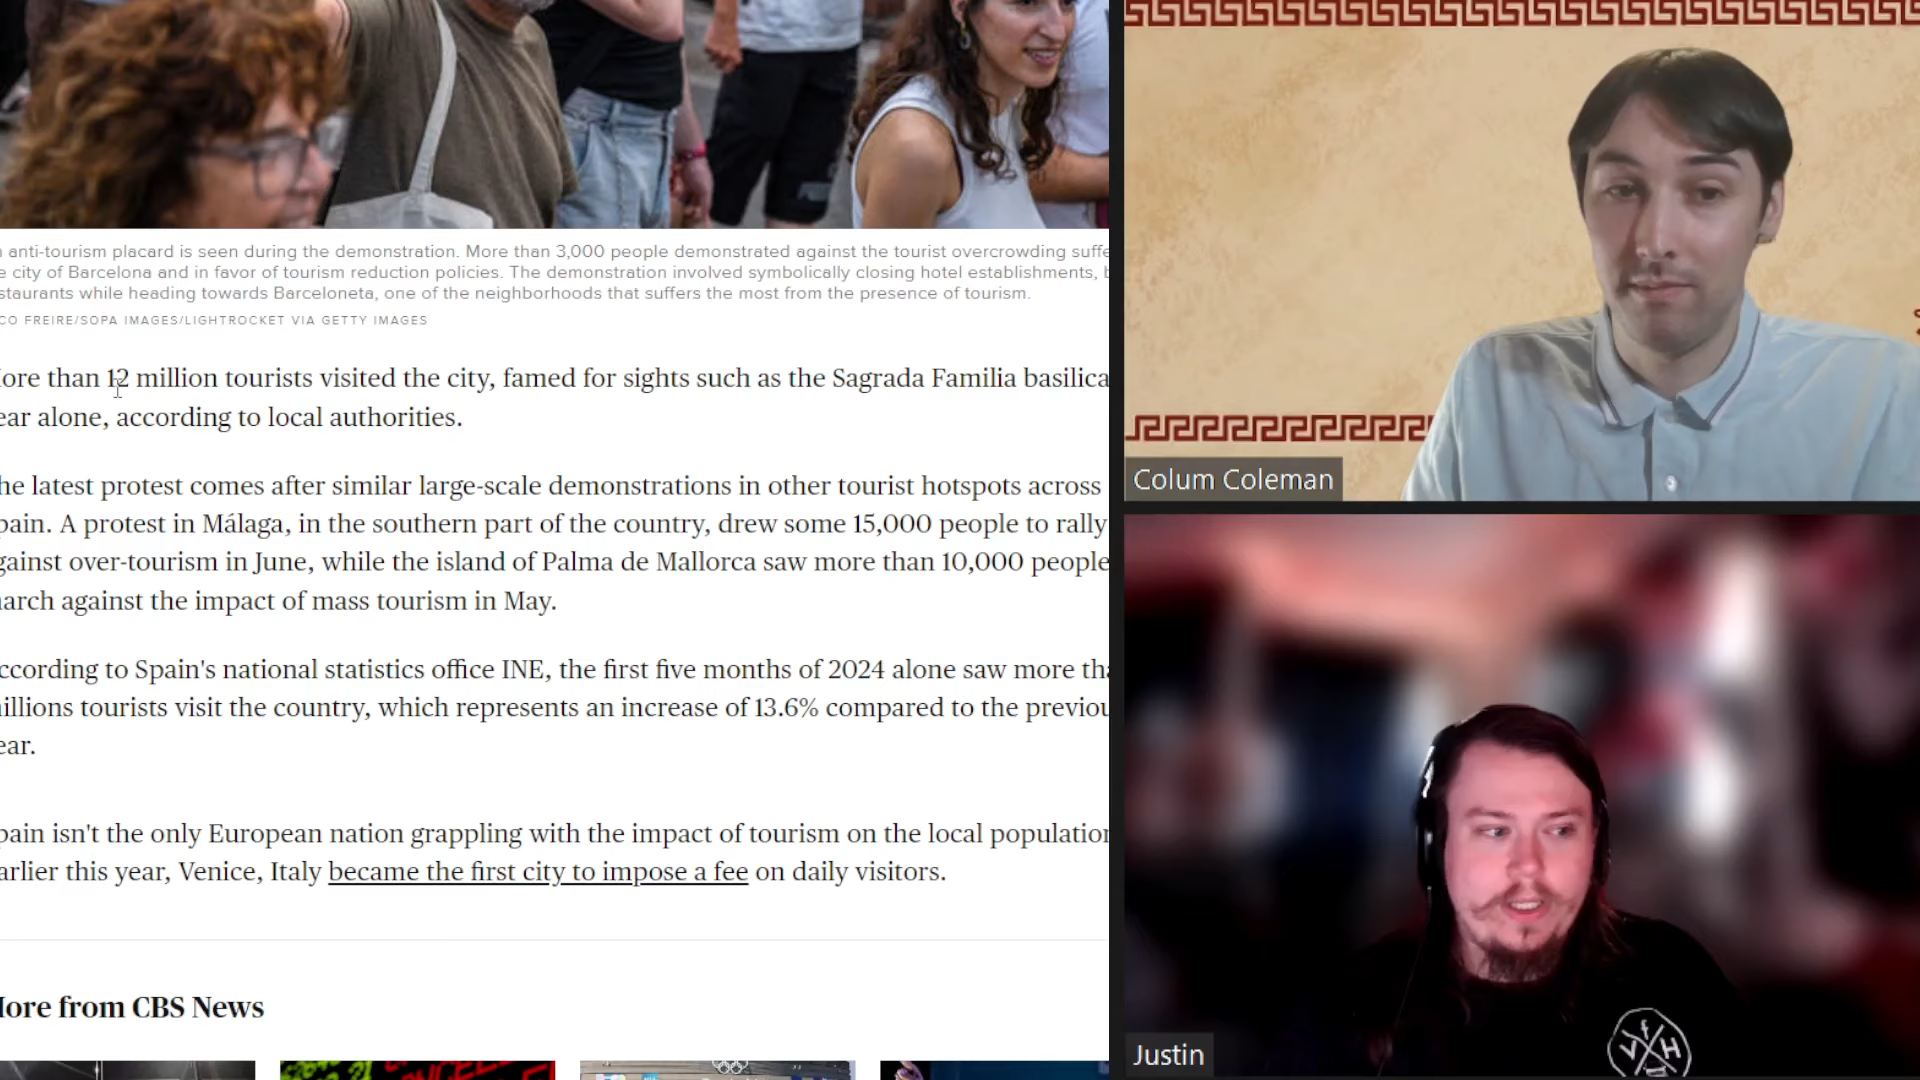 anti-tourism placard is seen during the demonstration. More than 3,000 people demonstrated against the tourist overcrowding suffe
e city of Barcelona and in favor of tourism reduction policies. The demonstration involved symbolically closing hotel establishments, b
staurants while heading towards Barceloneta, one of the neighborhoods that suffers the most from the presence of tourism.
CO FREIRE/SOPA IMAGES/LIGHTROCKET VIA GETTY IMAGES
ore than 12 million tourists visited the city, famed for sights such as the Sagrada Familia basilica
ear alone, according to local authorities.
he latest protest comes after similar large-scale demonstrations in other tourist hotspots across
pain. A protest in Málaga, in the southern part of the country, drew some 15,000 people to rally
gainst over-tourism in June, while the island of Palma de Mallorca saw more than 10,000 people
arch against the impact of mass tourism in May.
ccording to Spain's national statistics office INE, the first five months of 2024 alone saw more tha
illions tourists visit the country, which represents an increase of 13.6% compared to the previou
ear.
pain isn't the only European nation grappling with the impact of tourism on the local population
arlier this year, Venice, Italy became the first city to impose a fee on daily visitors.
ore from CBS News
Colum Coleman
Justin